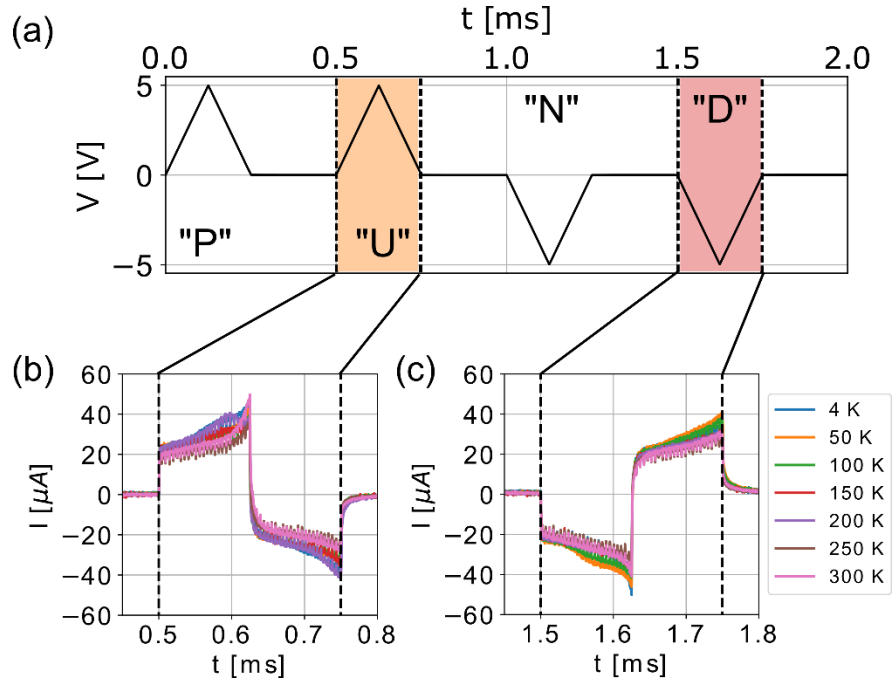 (a)
t [ms]
0.0 0.5 1.0 1.5 2.0
V [V]
5
0
−5
"P"
"U"
"N"
"D"
(b)
I [µA]
60
40
20
0
−20
−40
−60
0.5 0.6 0.7 0.8
t [ms]
(c)
I [µA]
60
40
20
0
−20
−40
−60
1.5 1.6 1.7 1.8
t [ms]
4 K
50 K
100 K
150 K
200 K
250 K
300 K